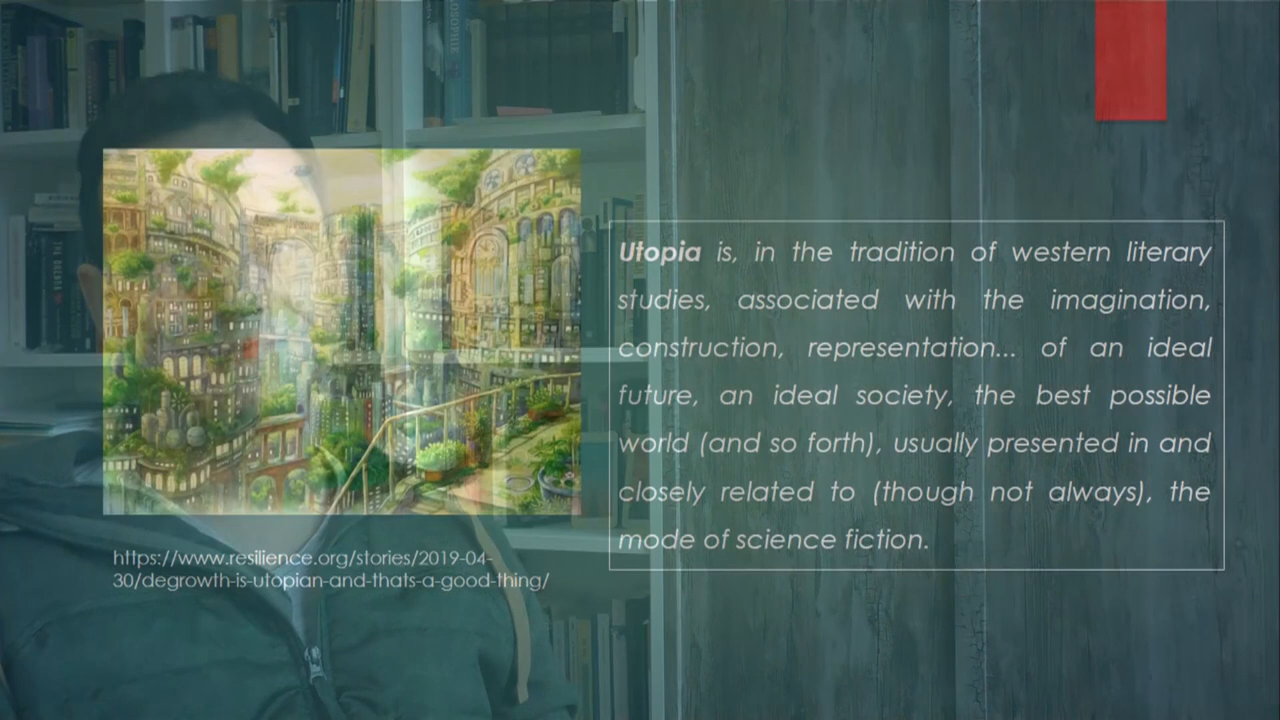 Utopia is, in the tradition of western literary
studies, associated with the imagination,
construction, representation... of an ideal
future, an ideal society, the best possible
world (and so forth), usually presented in and
closely related to (though not always), the
mode of science fiction.
https://www.resilience.org/stories/2019-04-
30/degrowth-is-utopian-and-thats-a-good-thing/